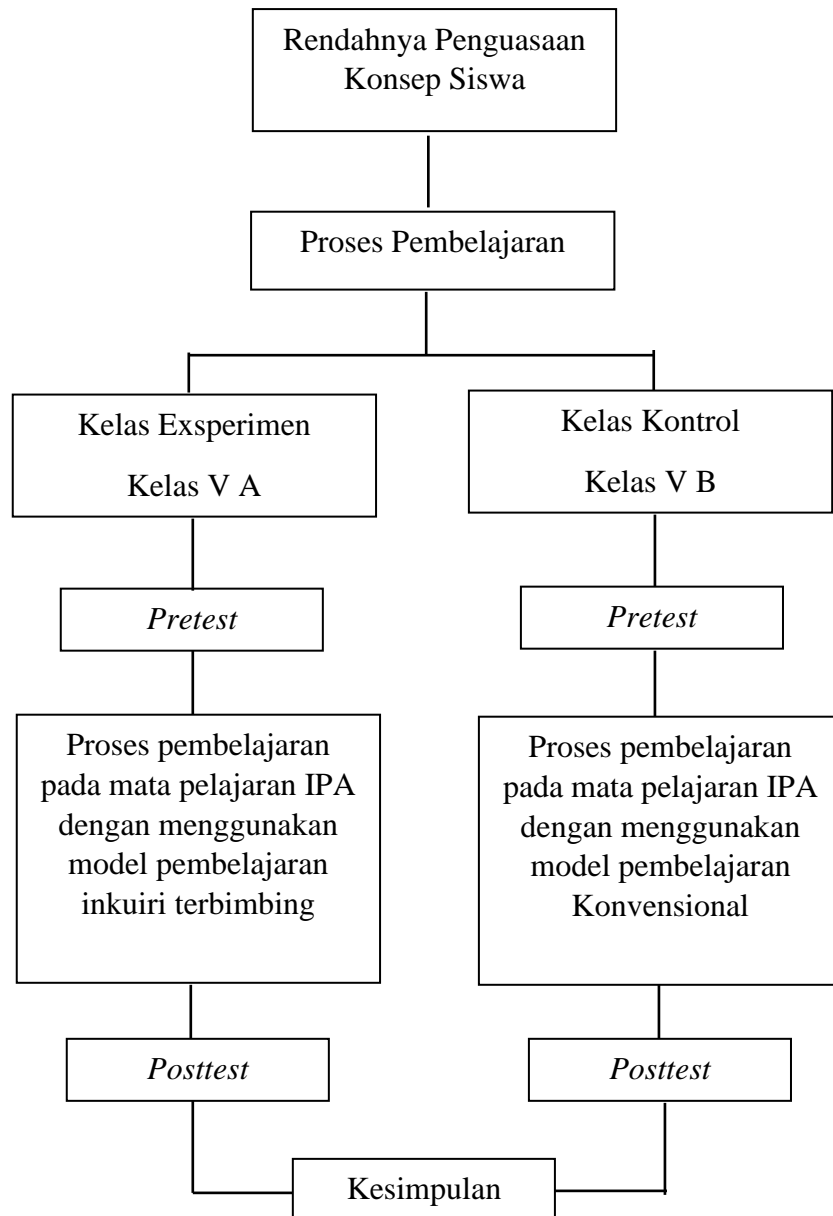 Rendahnya Penguasaan
Konsep Siswa
Proses Pembelajaran
Kelas Exsperimen
Kelas V A
Kelas Kontrol
Kelas V B
Pretest
Pretest
Proses pembelajaran
pada mata pelajaran IPA
dengan menggunakan
model pembelajaran
inkuiri terbimbing
Proses pembelajaran
pada mata pelajaran IPA
dengan menggunakan
model pembelajaran
Konvensional
Posttest
Posttest
Kesimpulan